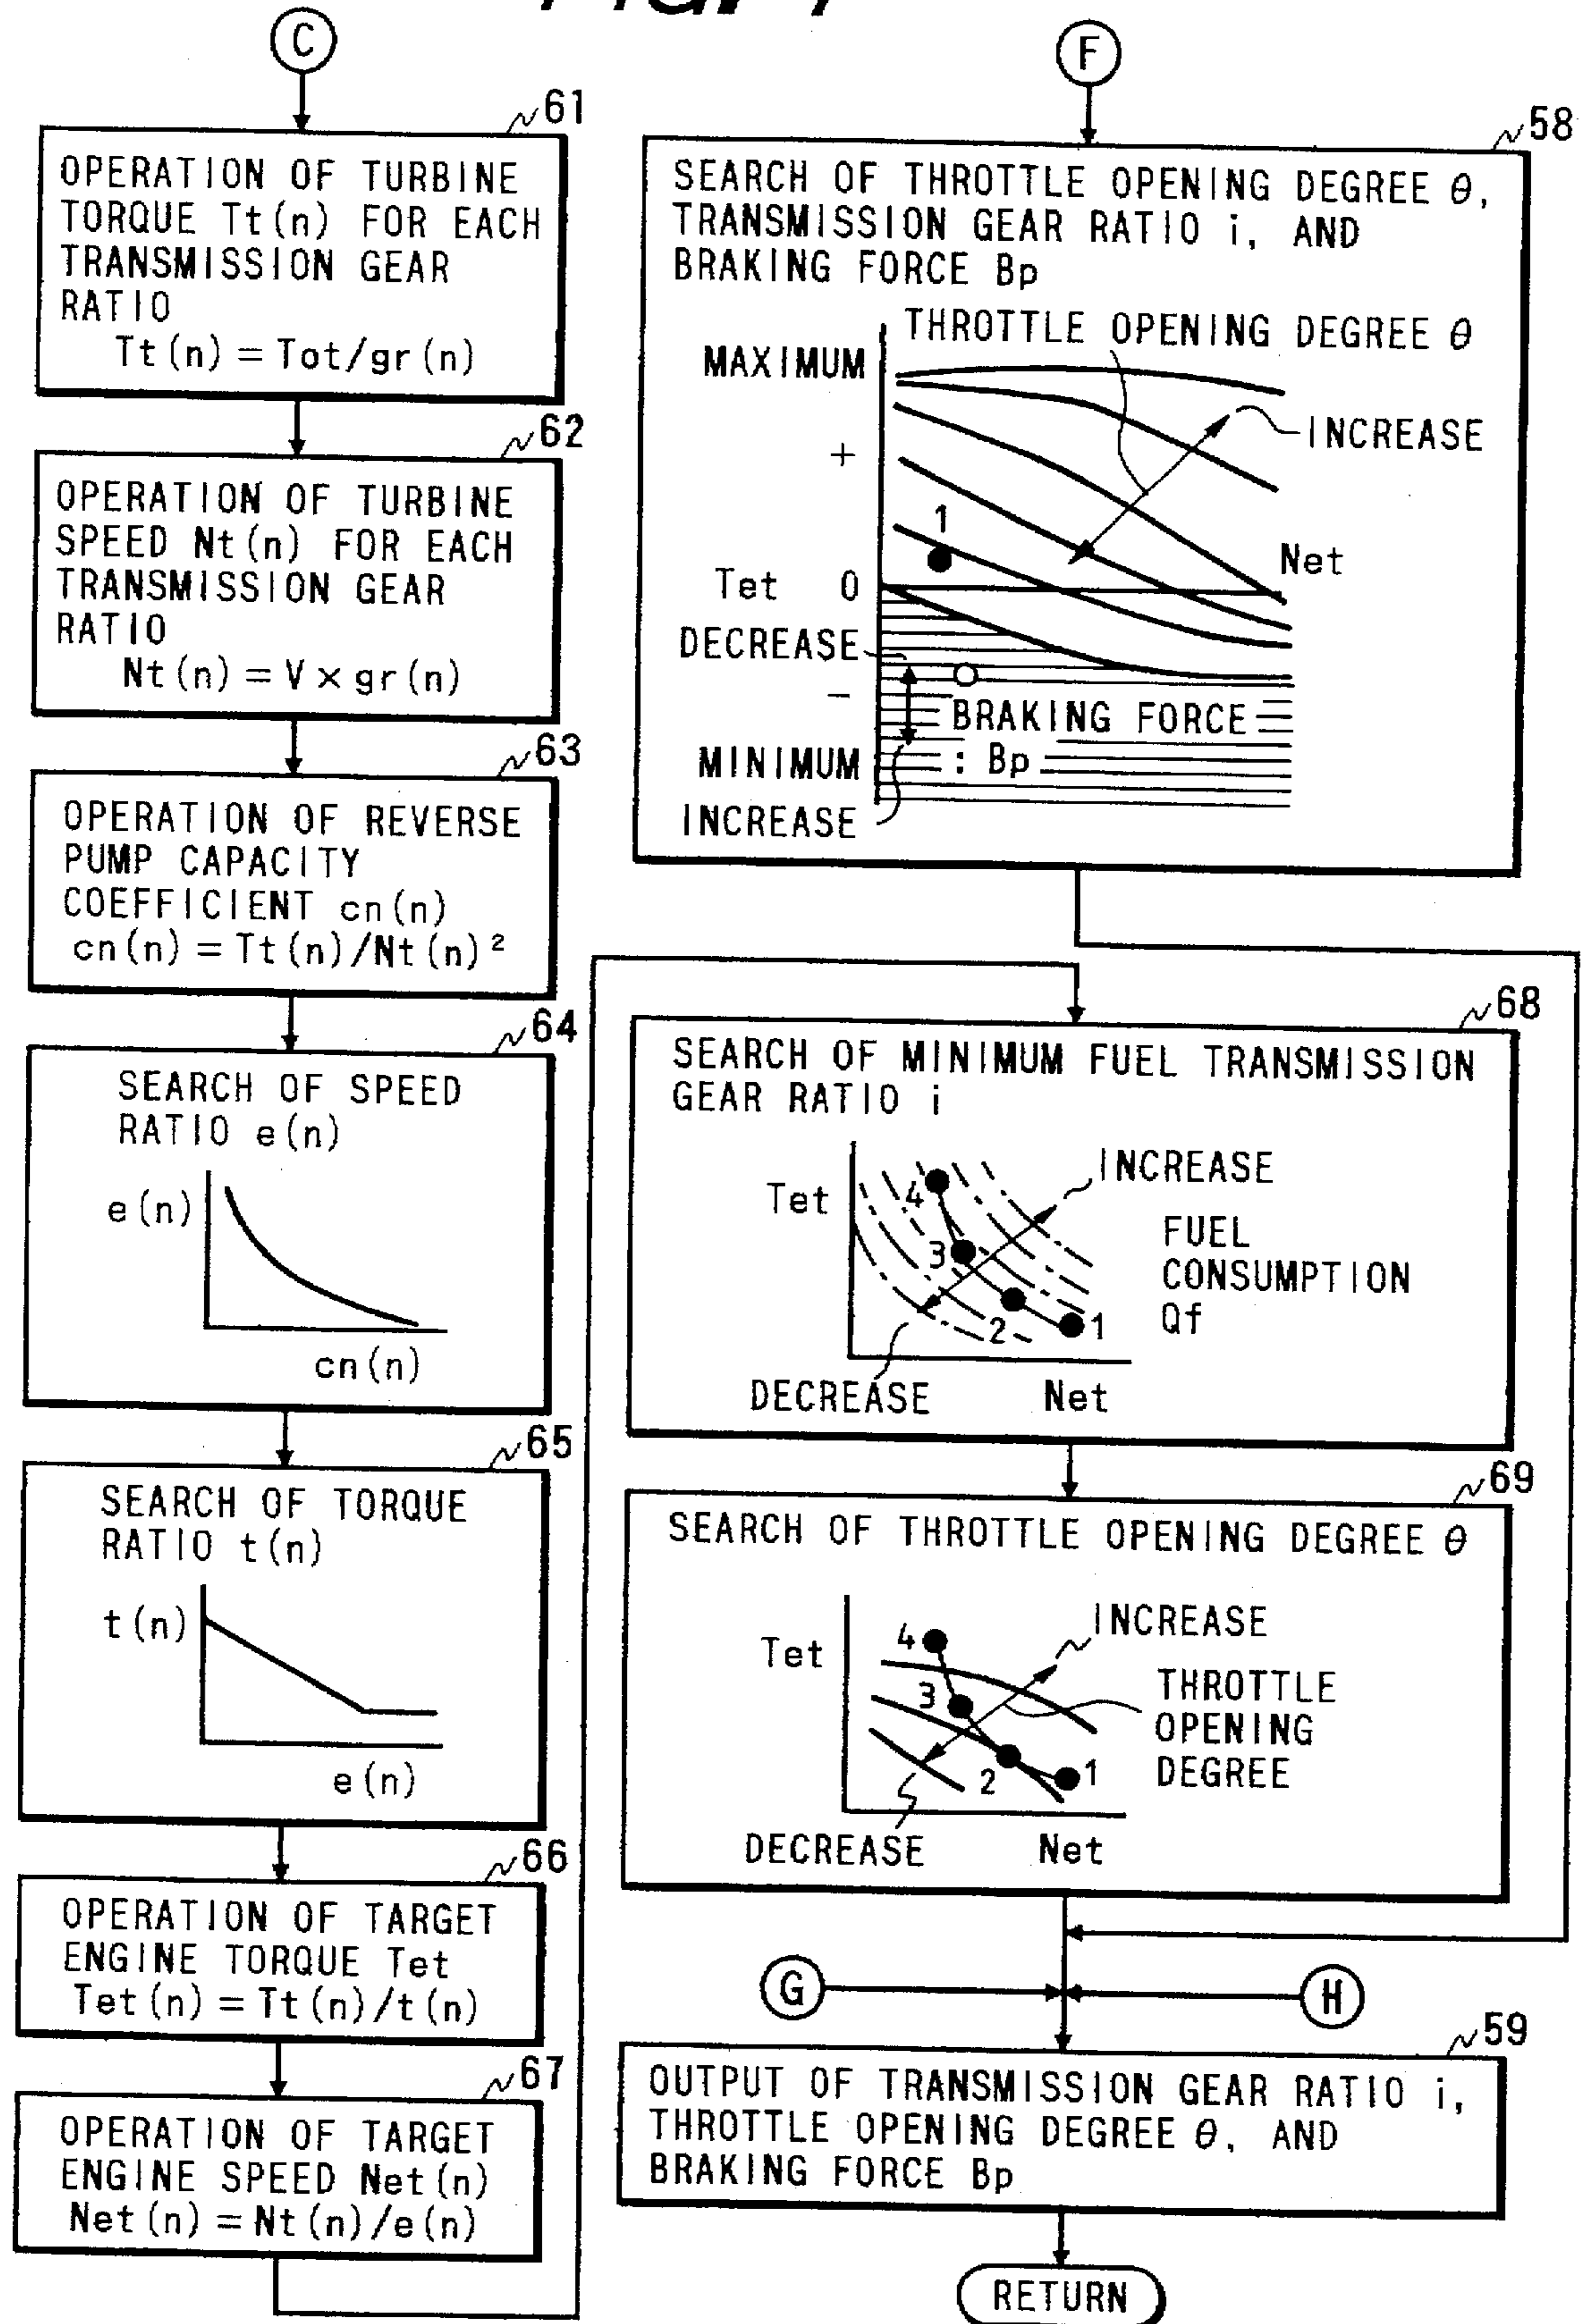 C
61
OPERATION OF TURBINE
TORQUE Tt(n) FOR EACH
TRANSMISSION GEAR
RATIO
Tt(n) = Tot/gr(n)
62
OPERATION OF TURBINE
SPEED Nt(n) FOR EACH
TRANSMISSION GEAR
RATIO
Nt(n) = V × gr(n)
63
OPERATION OF REVERSE
PUMP CAPACITY
COEFFICIENT cn(n)
cn(n) = Tt(n)/Nt(n)²
64
SEARCH OF SPEED
RATIO e(n)
e(n)
cn(n)
65
SEARCH OF TORQUE
RATIO t(n)
t(n)
e(n)
66
OPERATION OF TARGET
ENGINE TORQUE Tet
Tet(n) = Tt(n)/t(n)
67
OPERATION OF TARGET
ENGINE SPEED Net(n)
Net(n) = Nt(n)/e(n)
F
58
SEARCH OF THROTTLE OPENING DEGREE θ,
TRANSMISSION GEAR RATIO i, AND
BRAKING FORCE Bp
THROTTLE OPENING DEGREE θ
MAXIMUM
INCREASE
+
1
Net
Tet 0
DECREASE
−
BRAKING FORCE
: Bp
MINIMUM
INCREASE
68
SEARCH OF MINIMUM FUEL TRANSMISSION
GEAR RATIO i
INCREASE
Tet
4
FUEL
CONSUMPTION
Qf
3
2
1
DECREASE
Net
69
SEARCH OF THROTTLE OPENING DEGREE θ
INCREASE
4
Tet
THROTTLE
OPENING
DEGREE
3
2
1
DECREASE
Net
G
H
59
OUTPUT OF TRANSMISSION GEAR RATIO i,
THROTTLE OPENING DEGREE θ, AND
BRAKING FORCE Bp
RETURN